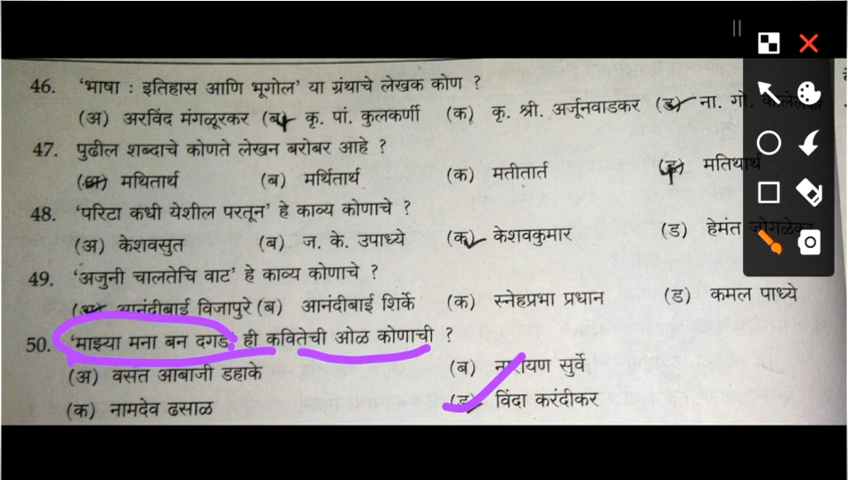 46. 'भाषा : इतिहास आणि भूगोल' या ग्रंथाचे लेखक कोण ?
(अ) अरविंद मंगळूरकर (ब) कृ. पां. कुलकर्णी (क) कृ. श्री. अर्जूनवाडकर (ड) ना. गो.
47. पुढील शब्दाचे कोणते लेखन बरोबर आहे ?
(अ) मथितार्थ (ब) मर्थितार्थ (क) मतीतार्त (ड) मतिथार्थ
48. 'परिटा कधी येशील परतून' हे काव्य कोणाचे ?
(अ) केशवसुत (ब) ज. के. उपाध्ये (क) केशवकुमार (ड) हेमंत जोगळेकर
49. 'अजुनी चालतेचि वाट' हे काव्य कोणाचे ?
(अ) आनंदीबाई विजापुरे (ब) आनंदीबाई शिर्के (क) स्नेहप्रभा प्रधान (ड) कमल पाध्ये
50. 'माझ्या मना बन दगड' ही कवितेची ओळ कोणाची ?
(अ) वसंत आबाजी डहाके (ब) नारायण सुर्वे
(क) नामदेव ढसाळ (ड) विंदा करंदीकर